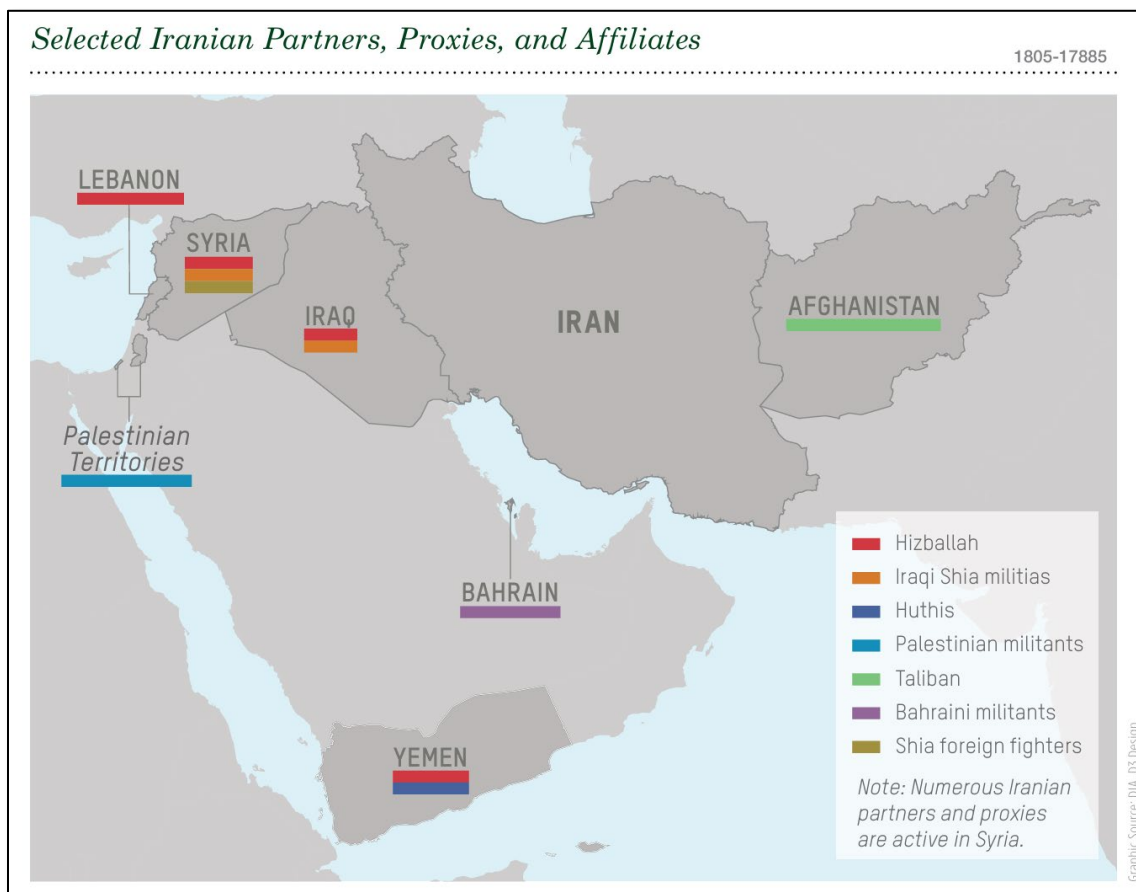 Selected Iranian Partners, Proxies, and Affiliates
1805-17885
LEBANON
SYRIA
IRAQ
IRAN
AFGHANISTAN
Palestinian
Territories
BAHRAIN
YEMEN
Hizballah
Iraqi Shia militias
Huthis
Palestinian militants
Taliban
Bahraini militants
Shia foreign fighters
Note: Numerous Iranian
partners and proxies
are active in Syria.
Graphic Source: DIA, D3 Design